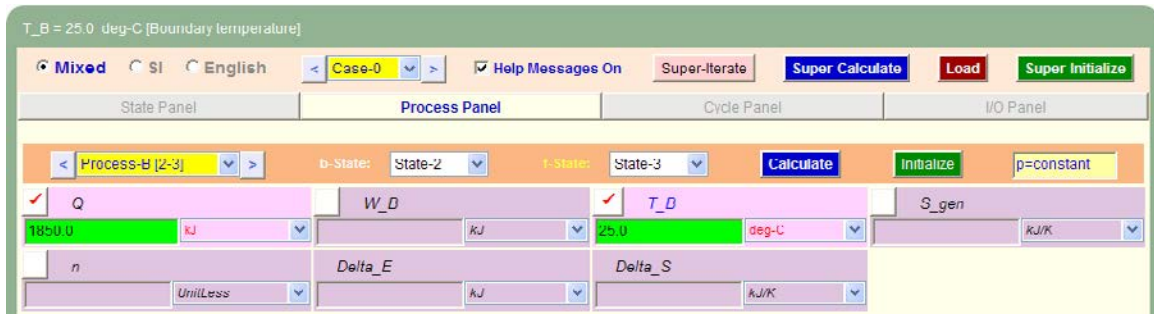 T_B = 25.0 deg-C [Boundary temperature]
Mixed SI English < Case-0 > Help Messages On Super-Iterate Super Calculate Load Super Initialize
State Panel Process Panel Cycle Panel I/O Panel
< Process-B [2-3] > b-State: State-2 f-State: State-3 Calculate Initialize p=constant
Q W_B T_B S_gen
1850.0 kJ kJ 25.0 deg-C kJ/K
n Delta_E Delta_S
UnitLess kJ kJ/K